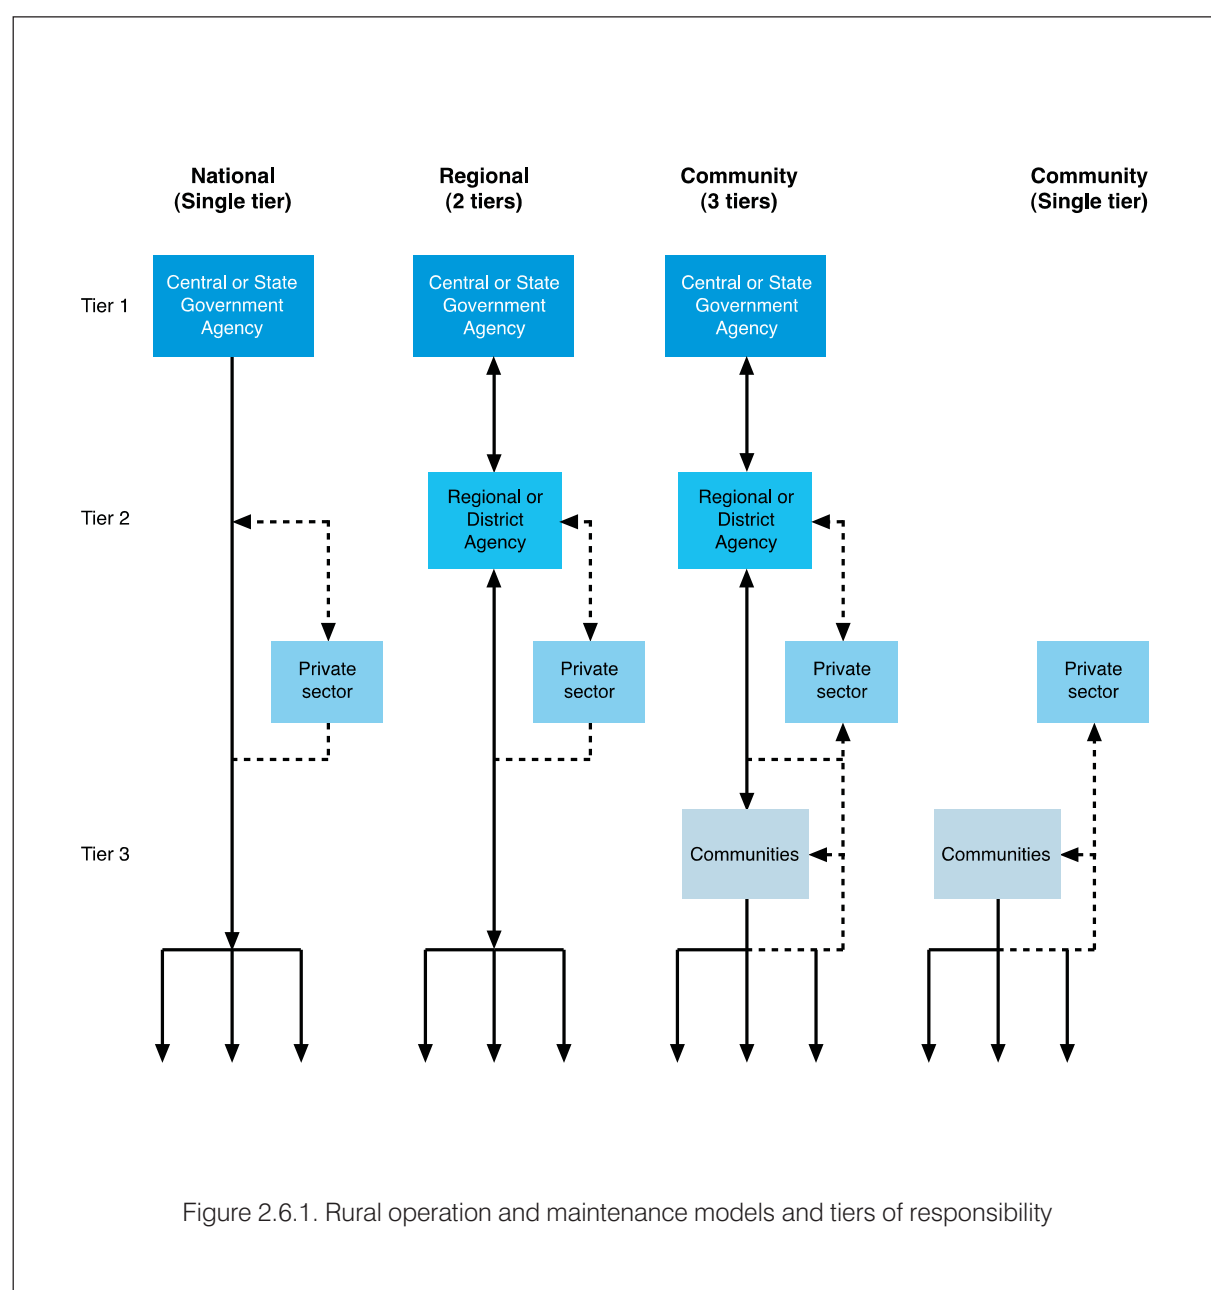 National
(Single tier)
Regional
(2 tiers)
Community
(3 tiers)
Community
(Single tier)
Tier 1
Central or State
Government
Agency
Central or State
Government
Agency
Central or State
Government
Agency
Tier 2
Regional or
District
Agency
Regional or
District
Agency
Private
sector
Private
sector
Private
sector
Private
sector
Tier 3
Communities
Communities
Figure 2.6.1. Rural operation and maintenance models and tiers of responsibility